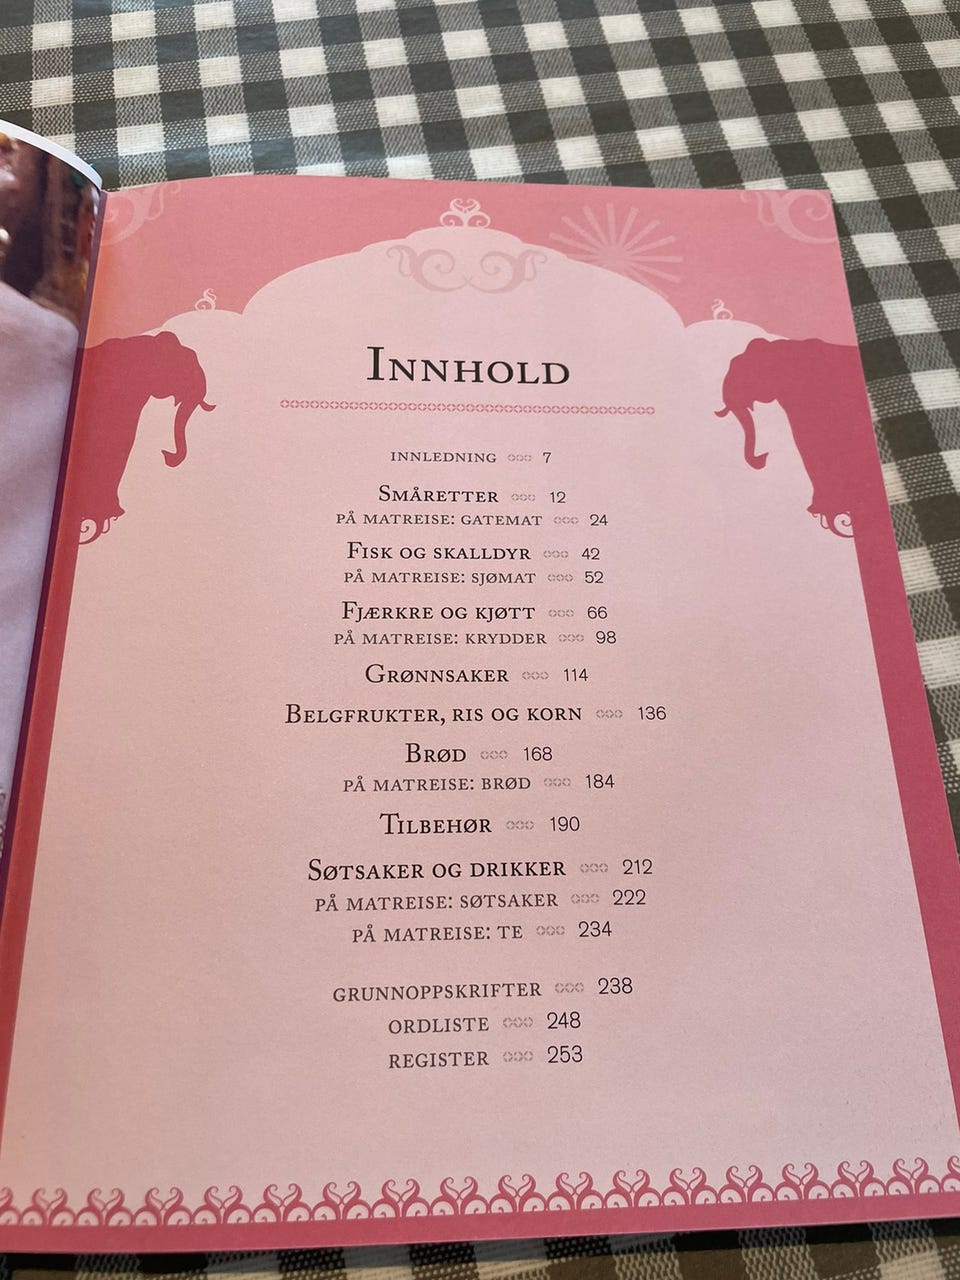 INNHOLD
INNLEDNING 7
SMÅRETTER 12
PÅ MATREISE: GATEMAT 24
FISK OG SKALLDYR 42
PÅ MATREISE: SJØMAT 52
FJÆRKRE OG KJØTT 66
PÅ MATREISE: KRYDDER 98
GRØNNSAKER 114
BELGFRUKTER, RIS OG KORN 136
BRØD 168
PÅ MATREISE: BRØD 184
TILBEHØR 190
SØTSAKER OG DRIKKER 212
PÅ MATREISE: SØTSAKER 222
PÅ MATREISE: TE 234
GRUNNOPPSKRIFTER 238
ORDLISTE 248
REGISTER 253